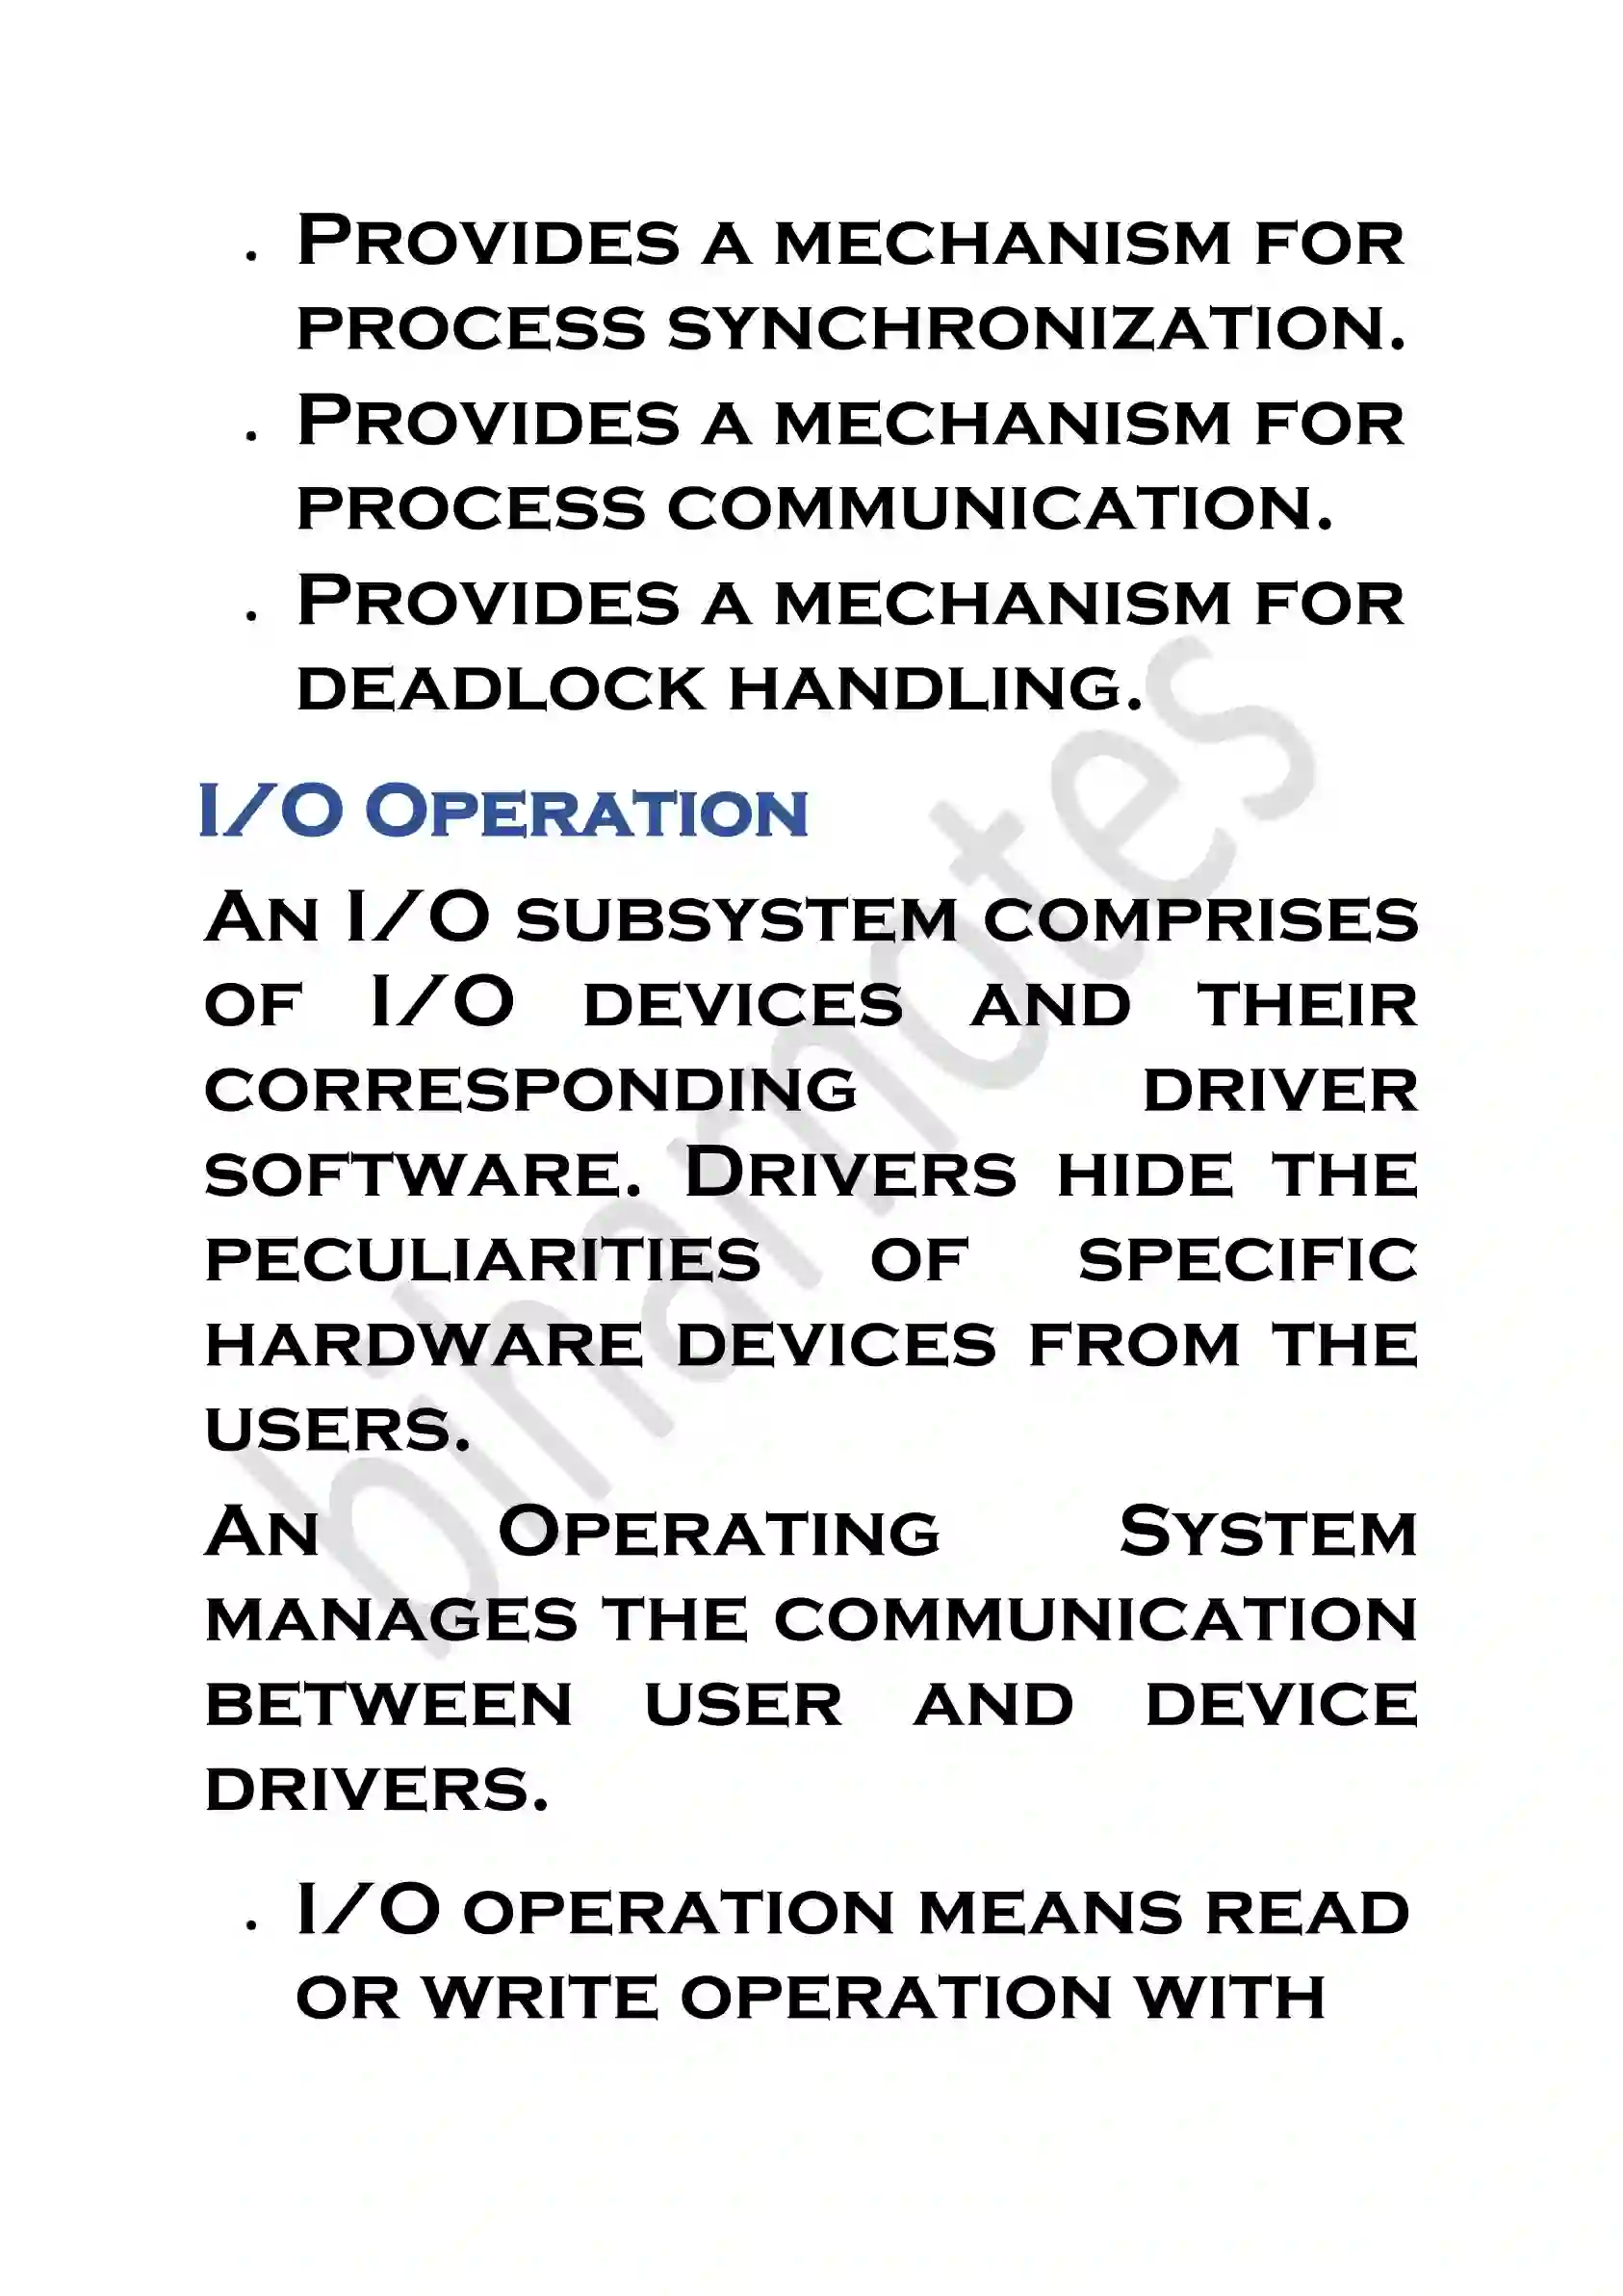 • Provides a mechanism for
process synchronization.
• Provides a mechanism for
process communication.
• Provides a mechanism for
deadlock handling.
I/O Operation
An I/O subsystem comprises
of I/O devices and their
corresponding driver
software. Drivers hide the
peculiarities of specific
hardware devices from the
users.
An Operating System
manages the communication
between user and device
drivers.
• I/O operation means read
or write operation with
biharnotes